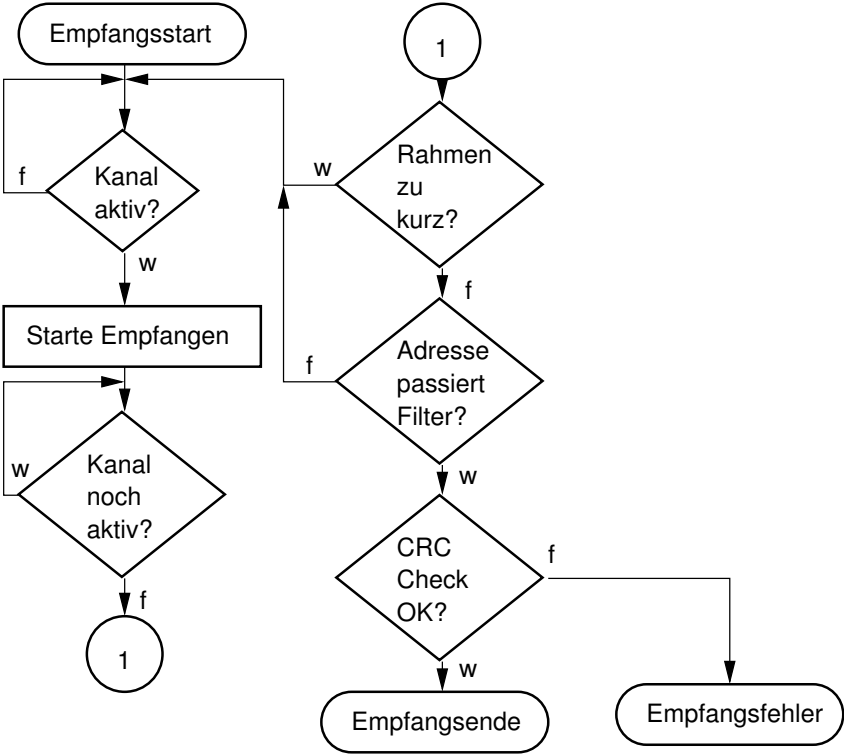 Empfangsstart
f
Kanal
aktiv?
w
Starte Empfangen
w
Kanal
noch
aktiv?
f
1
1
w
Rahmen
zu
kurz?
f
f
Adresse
passiert
Filter?
w
CRC
Check
OK?
f
w
Empfangsende
Empfangsfehler